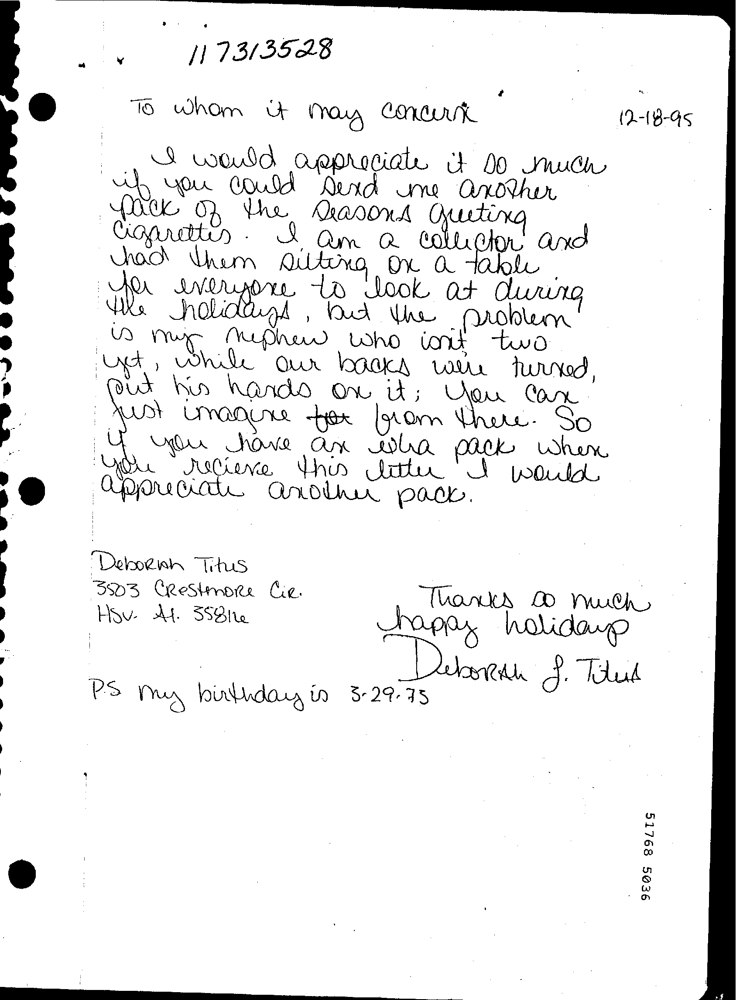 117313528
To whom it may concern
12-18-95
I would appreciate it so much
if you could send me another
pack of the seasons greeting
cigarettes. I am a collector and
had them sitting on a table
for everyone to look at during
the holidays, but the problem
is my nephew who isnt two
yet, while our backs were turned,
put his hands on it; you can
just imagine from there. So
if you have an extra pack when
you recieve this letter I would
appreciate another pack.
Deborah Titus
3503 Crestmore Cir.
Hsv. Al. 35816
Thanks so much
happy holidays
Deborah J. Titus
P.S my birthday is 3-29-73
51768 5036